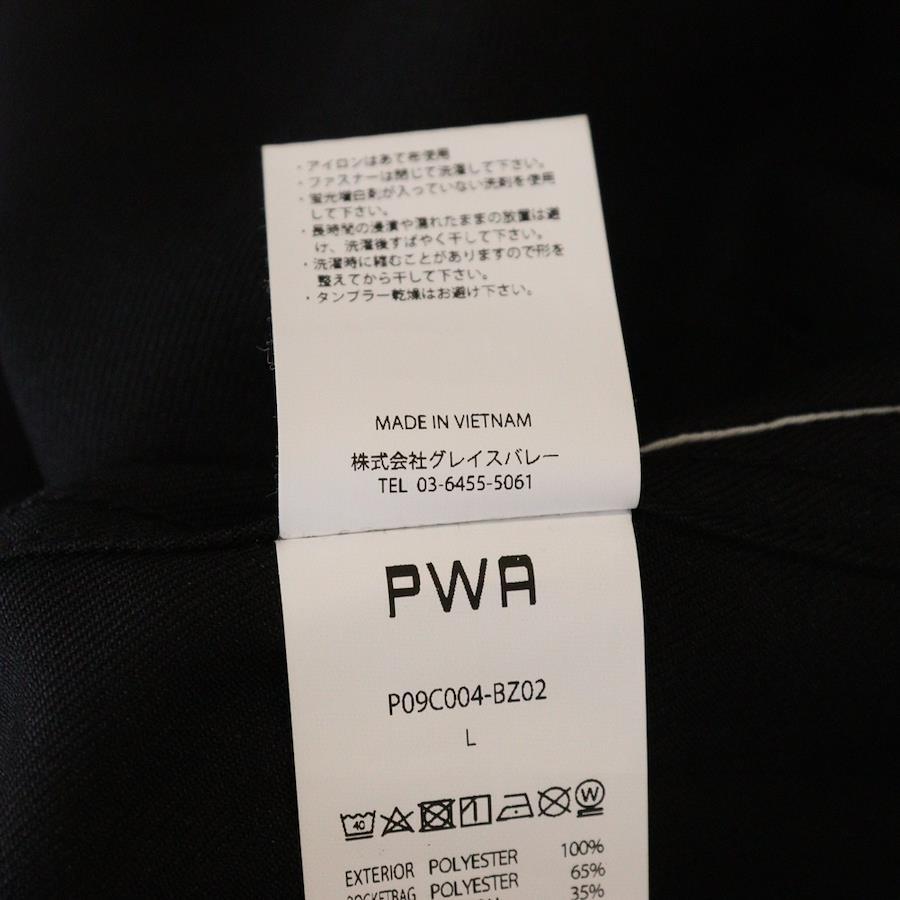 ・アイロンはあて布使用
・ファスナーは閉じて洗濯して下さい。
・蛍光増白剤が入っていない洗剤を使用
して下さい。
・長時間の浸漬や濡れたままの放置は避
け、洗濯後すばやく干して下さい。
・洗濯時に縮むことがありますので形を
整えてから干して下さい。
・タンブラー乾燥はお避け下さい。
MADE IN VIETNAM
株式会社グレイスバレー
TEL 03-6455-5061
PWA
P09C004-BZ02
L
40
W
EXTERIOR POLYESTER 100%
POCKETBAG POLYESTER 65%
35%